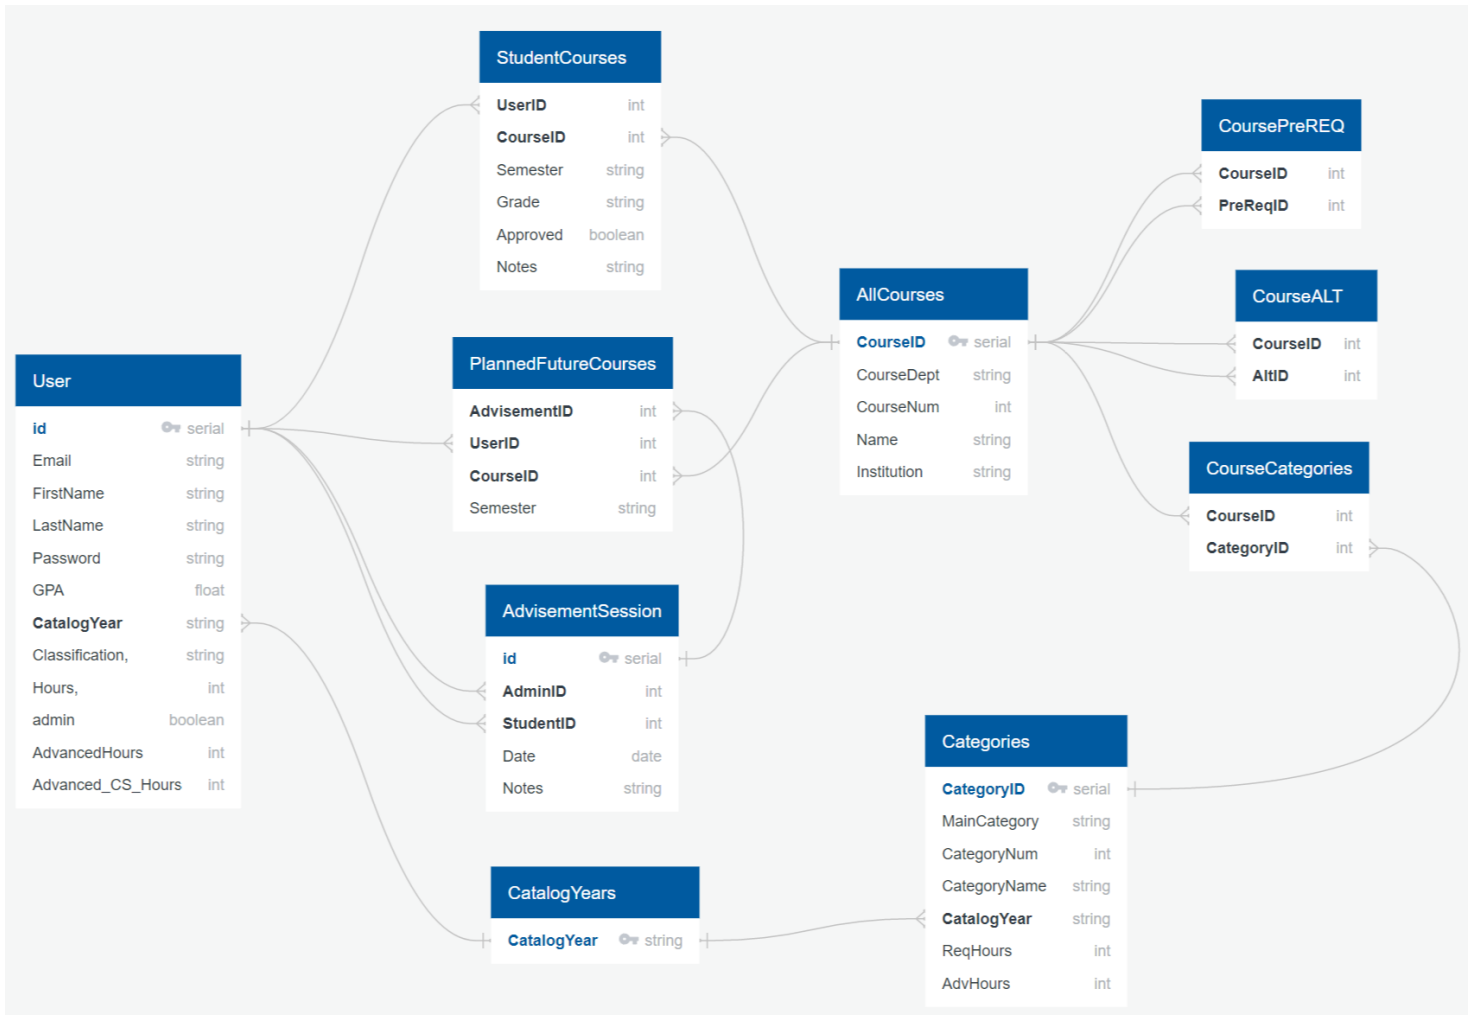 StudentCourses
UserID int
CourseID int
Semester string
Grade string
Approved boolean
Notes string
CoursePreREQ
CourseID int
PreReqID int
AllCourses
CourseID serial
CourseDept string
CourseNum int
Name string
Institution string
CourseALT
CourseID int
AltID int
PlannedFutureCourses
AdvisementID int
UserID int
CourseID int
Semester string
User
id serial
Email string
FirstName string
LastName string
Password string
GPA float
CatalogYear string
Classification, string
Hours, int
admin boolean
AdvancedHours int
Advanced_CS_Hours int
CourseCategories
CourseID int
CategoryID int
AdvisementSession
id serial
AdminID int
StudentID int
Date date
Notes string
Categories
CategoryID serial
MainCategory string
CategoryNum int
CategoryName string
CatalogYear string
ReqHours int
AdvHours int
CatalogYears
CatalogYear string